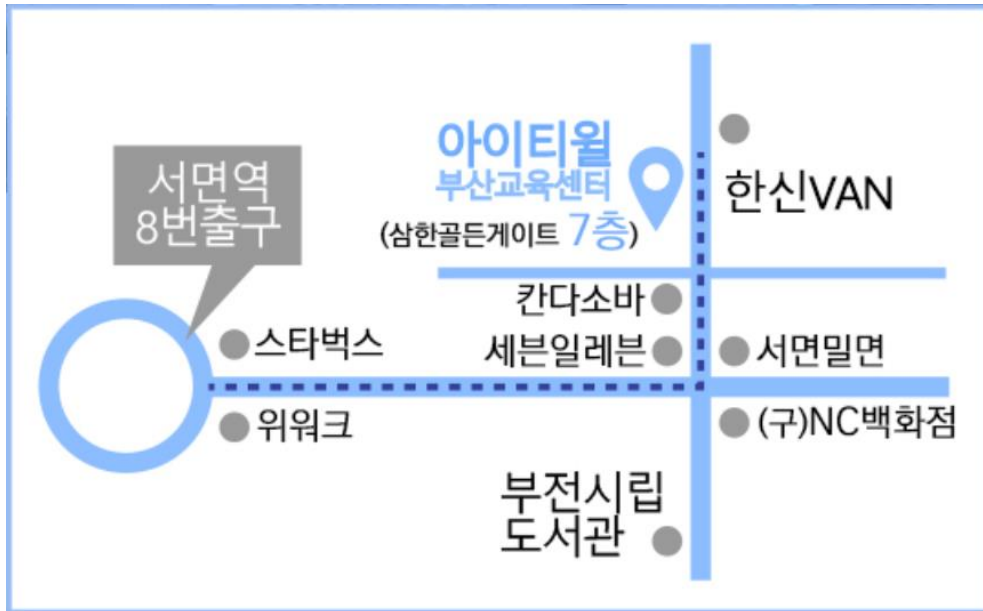 아이티윌
부산교육센터
(삼한골든게이트 7층)
한신VAN
서면역
8번출구
칸다소바
스타벅스
세븐일레븐
서면밀면
위워크
(구)NC백화점
부전시립
도서관